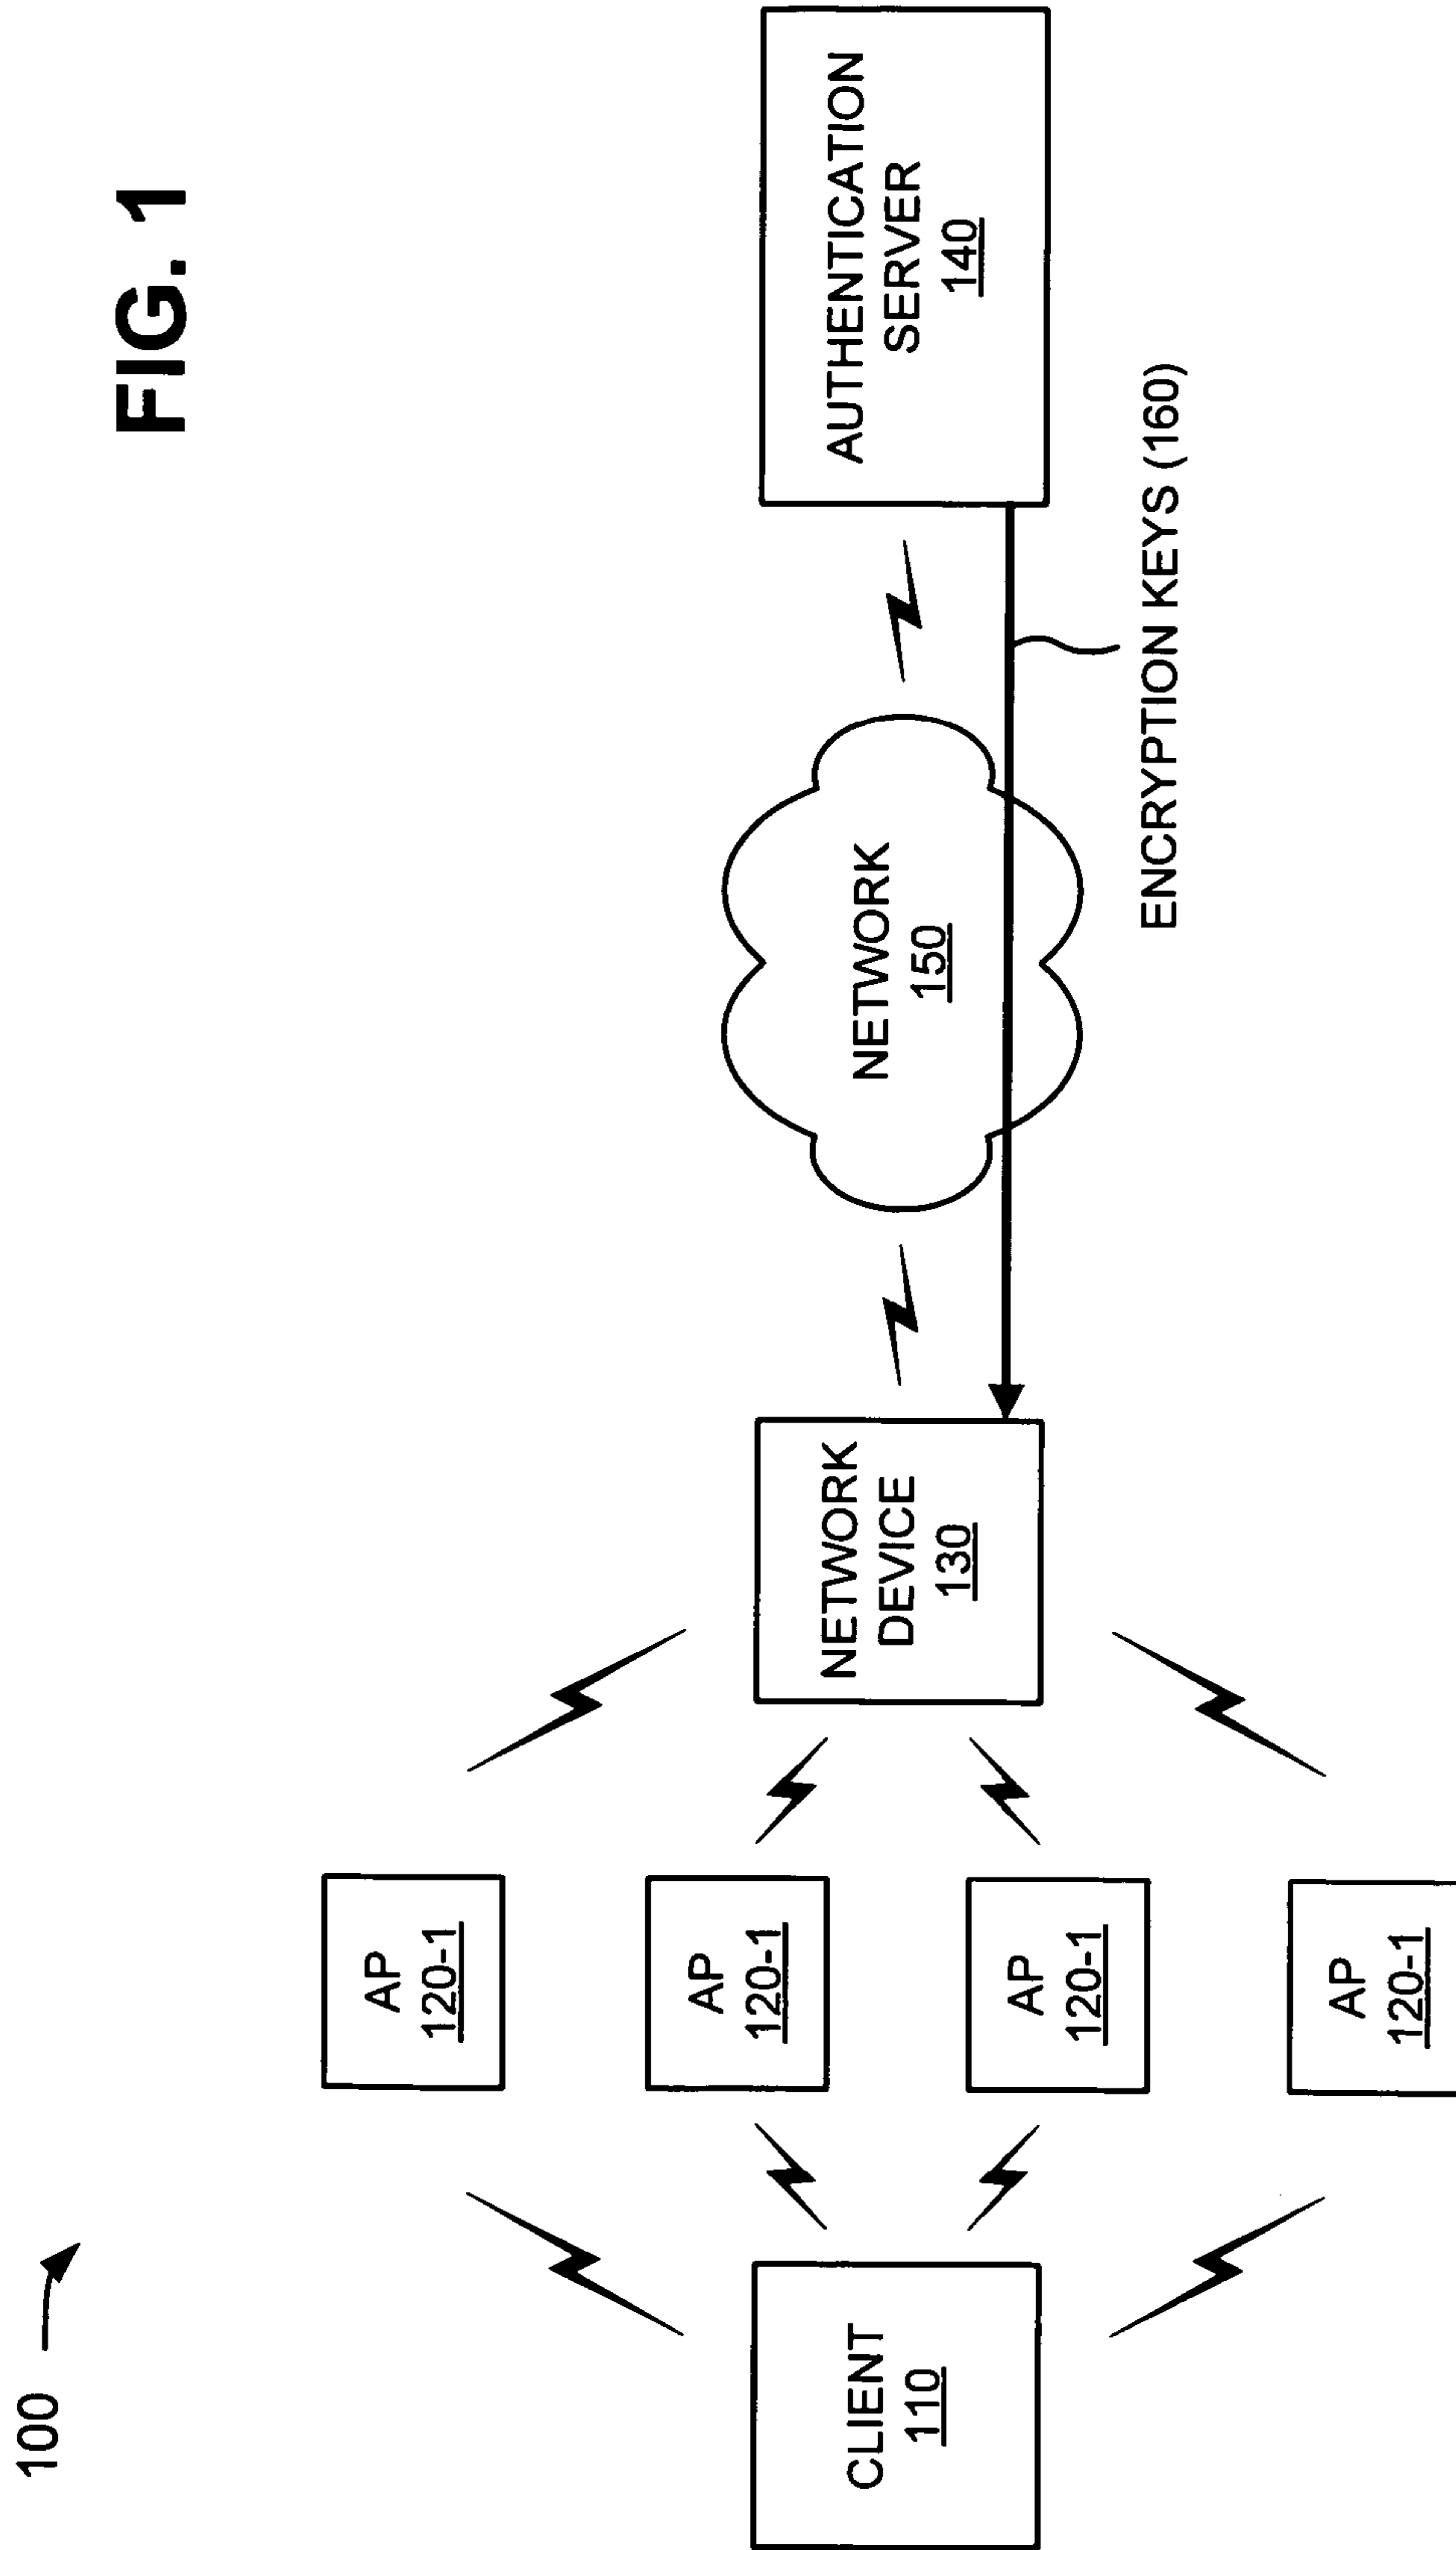 FIG. 1
100
CLIENT
110
AP
120-1
AP
120-1
AP
120-1
AP
120-1
NETWORK
DEVICE
130
NETWORK
150
AUTHENTICATION
SERVER
140
ENCRYPTION KEYS (160)